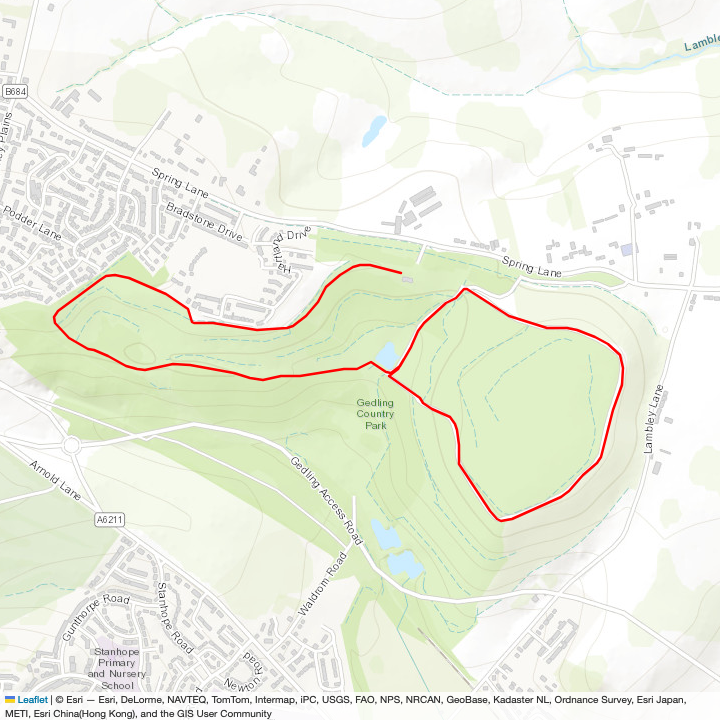 Lamble
B684
Plains
Spring Lane
Podder Lane
Bradstone Drive
Harland Drive
Spring Lane
Gedling
Country
Park
Lambley Lane
Arnold Lane
Gedling Access Road
A6211
Waldrom Road
Gunthorpe Road
Stanhope Road
Stanhope
Primary
and Nursery
School
Newton
Road
Leaflet | © Esri — Esri, DeLorme, NAVTEQ, TomTom, Intermap, iPC, USGS, FAO, NPS, NRCAN, GeoBase, Kadaster NL, Ordnance Survey, Esri Japan,
METI, Esri China(Hong Kong), and the GIS User Community